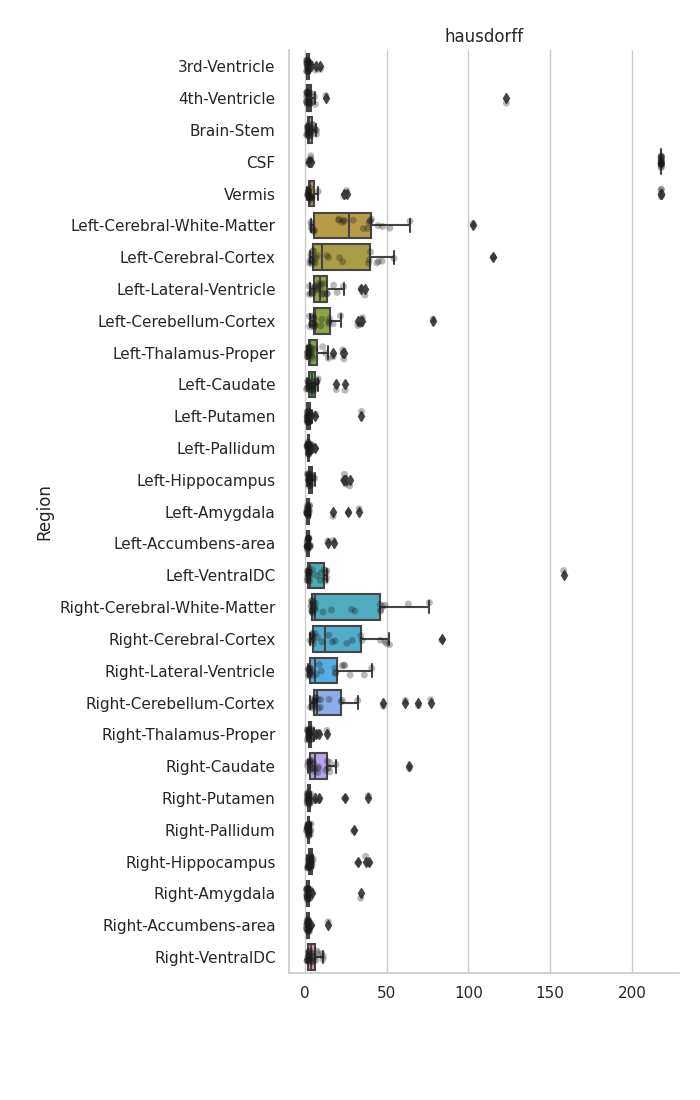 hausdorff
3rd-Ventricle
4th-Ventricle
Brain-Stem
CSF
Vermis
Left-Cerebral-White-Matter
Left-Cerebral-Cortex
Left-Lateral-Ventricle
Left-Cerebellum-Cortex
Left-Thalamus-Proper
Left-Caudate
Left-Putamen
Left-Pallidum
Left-Hippocampus
Left-Amygdala
Left-Accumbens-area
Left-VentralDC
Right-Cerebral-White-Matter
Right-Cerebral-Cortex
Right-Lateral-Ventricle
Right-Cerebellum-Cortex
Right-Thalamus-Proper
Right-Caudate
Right-Putamen
Right-Pallidum
Right-Hippocampus
Right-Amygdala
Right-Accumbens-area
Right-VentralDC
Region
0 50 100 150 200